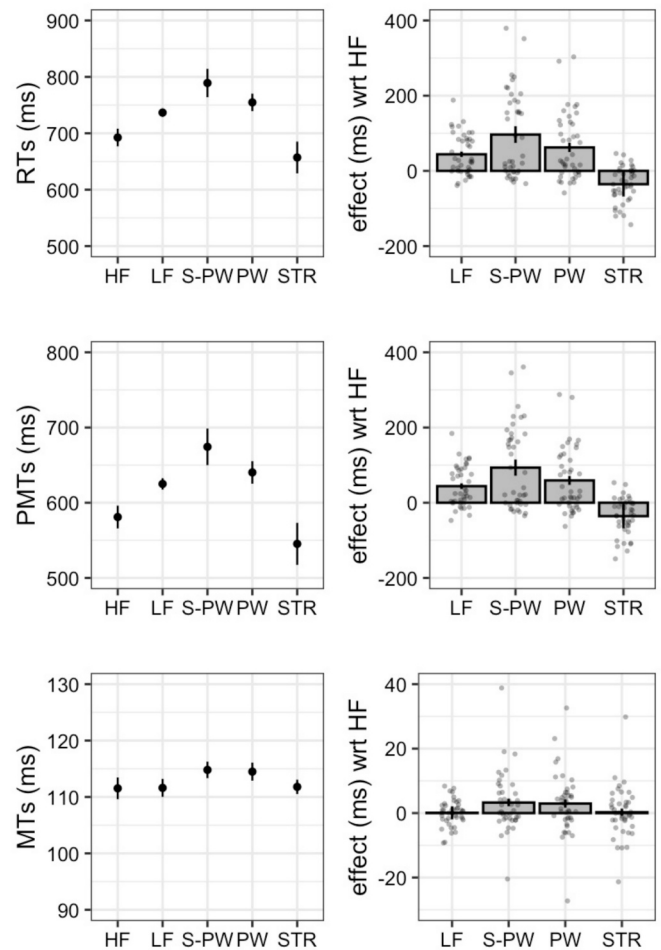 RTs (ms)
900
800
700
600
500
HF LF S-PW PW STR
effect (ms) wrt HF
400
200
0
-200
LF S-PW PW STR
PMTs (ms)
800
700
600
500
HF LF S-PW PW STR
effect (ms) wrt HF
400
200
0
-200
LF S-PW PW STR
MTs (ms)
130
120
110
100
90
HF LF S-PW PW STR
effect (ms) wrt HF
40
20
0
-20
LF S-PW PW STR